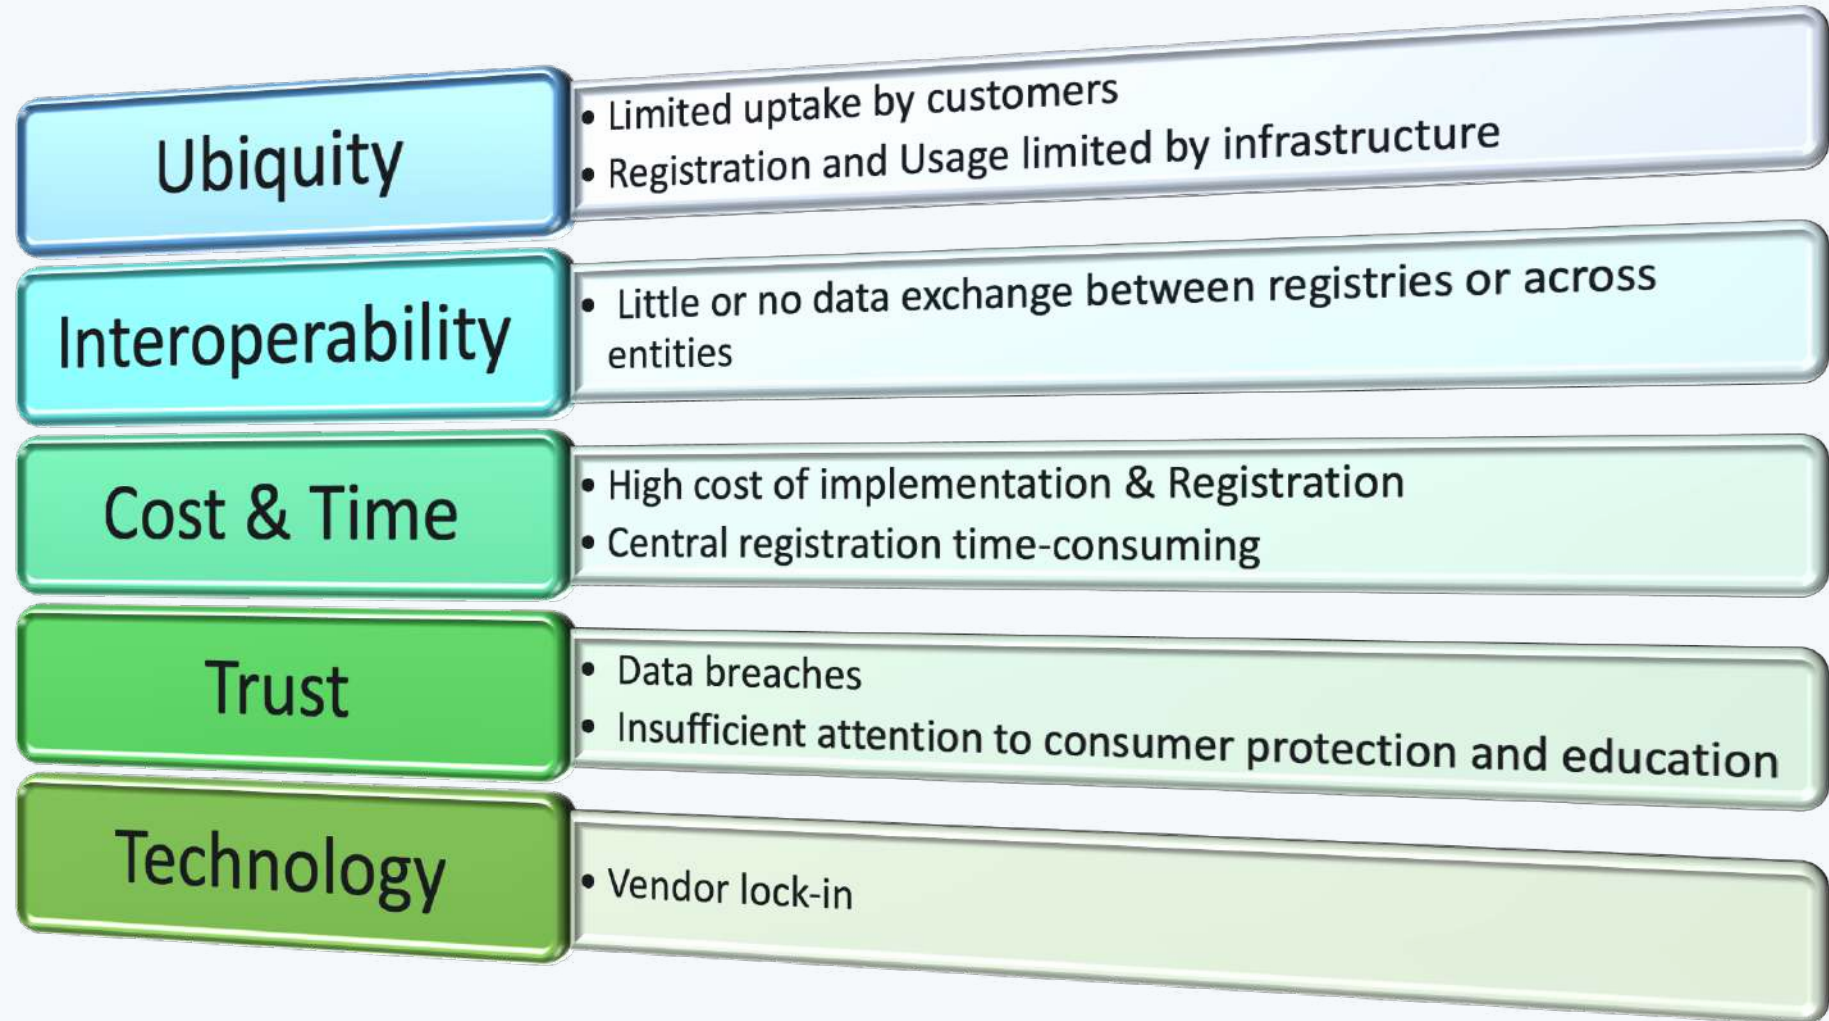 Ubiquity
• Limited uptake by customers
• Registration and Usage limited by infrastructure
Interoperability
• Little or no data exchange between registries or across
entities
Cost & Time
• High cost of implementation & Registration
• Central registration time-consuming
Trust
• Data breaches
• Insufficient attention to consumer protection and education
Technology
• Vendor lock-in